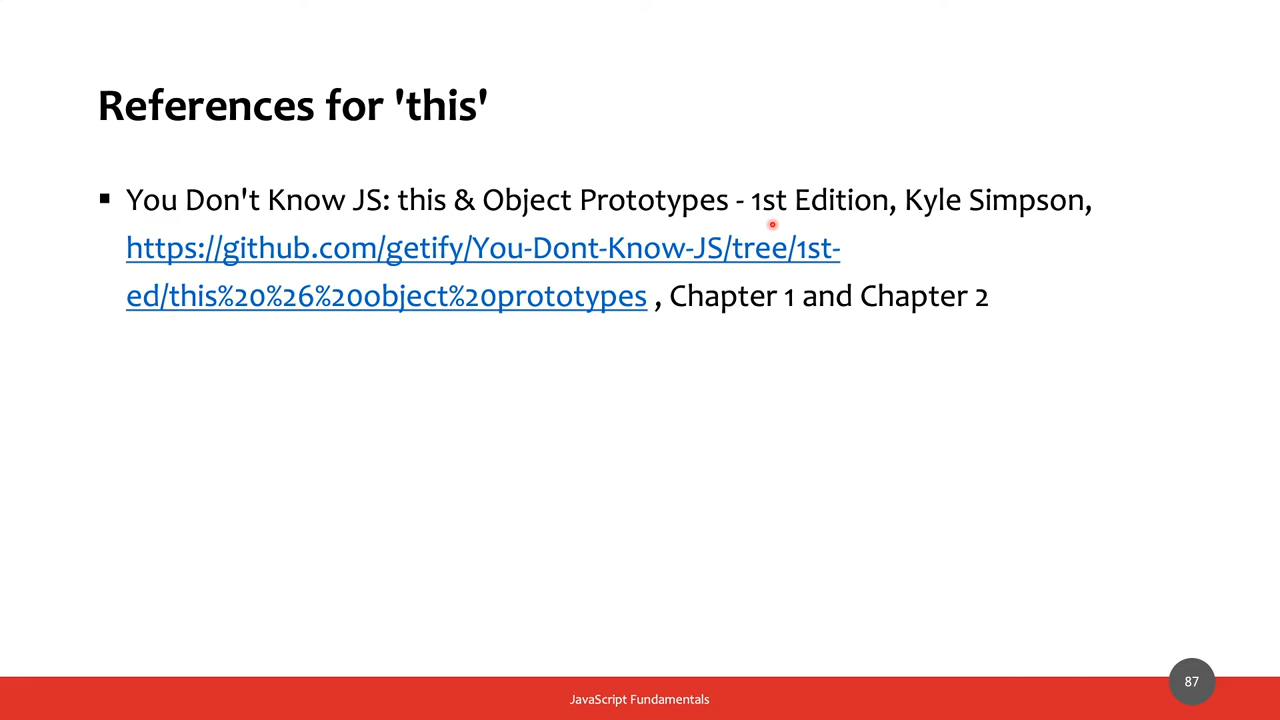 References for 'this'
▪ You Don't Know JS: this & Object Prototypes - 1st Edition, Kyle Simpson,
https://github.com/getify/You-Dont-Know-JS/tree/1st-
ed/this%20%26%20object%20prototypes , Chapter 1 and Chapter 2
87
JavaScript Fundamentals